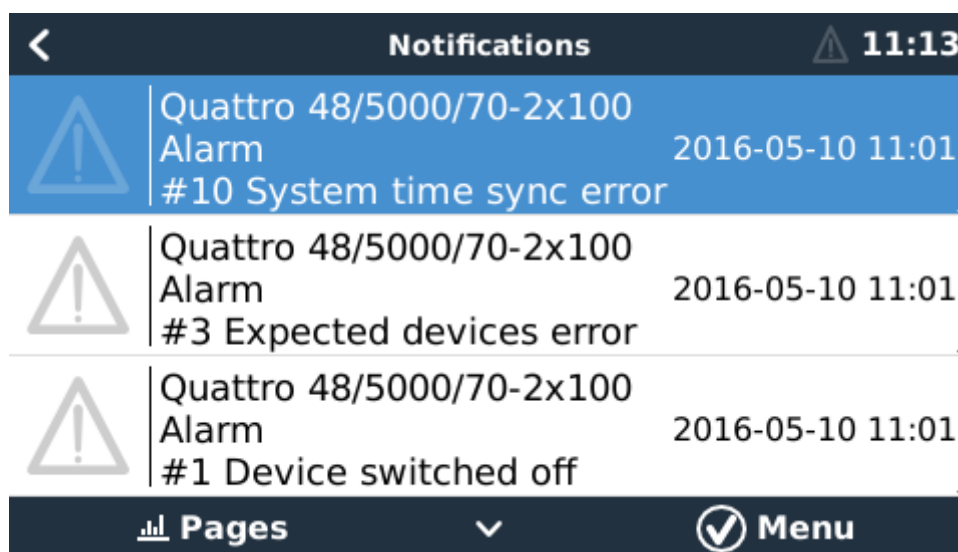 Notifications 11:13
Quattro 48/5000/70-2x100
Alarm 2016-05-10 11:01
#10 System time sync error
Quattro 48/5000/70-2x100
Alarm 2016-05-10 11:01
#3 Expected devices error
Quattro 48/5000/70-2x100
Alarm 2016-05-10 11:01
#1 Device switched off
Pages Menu